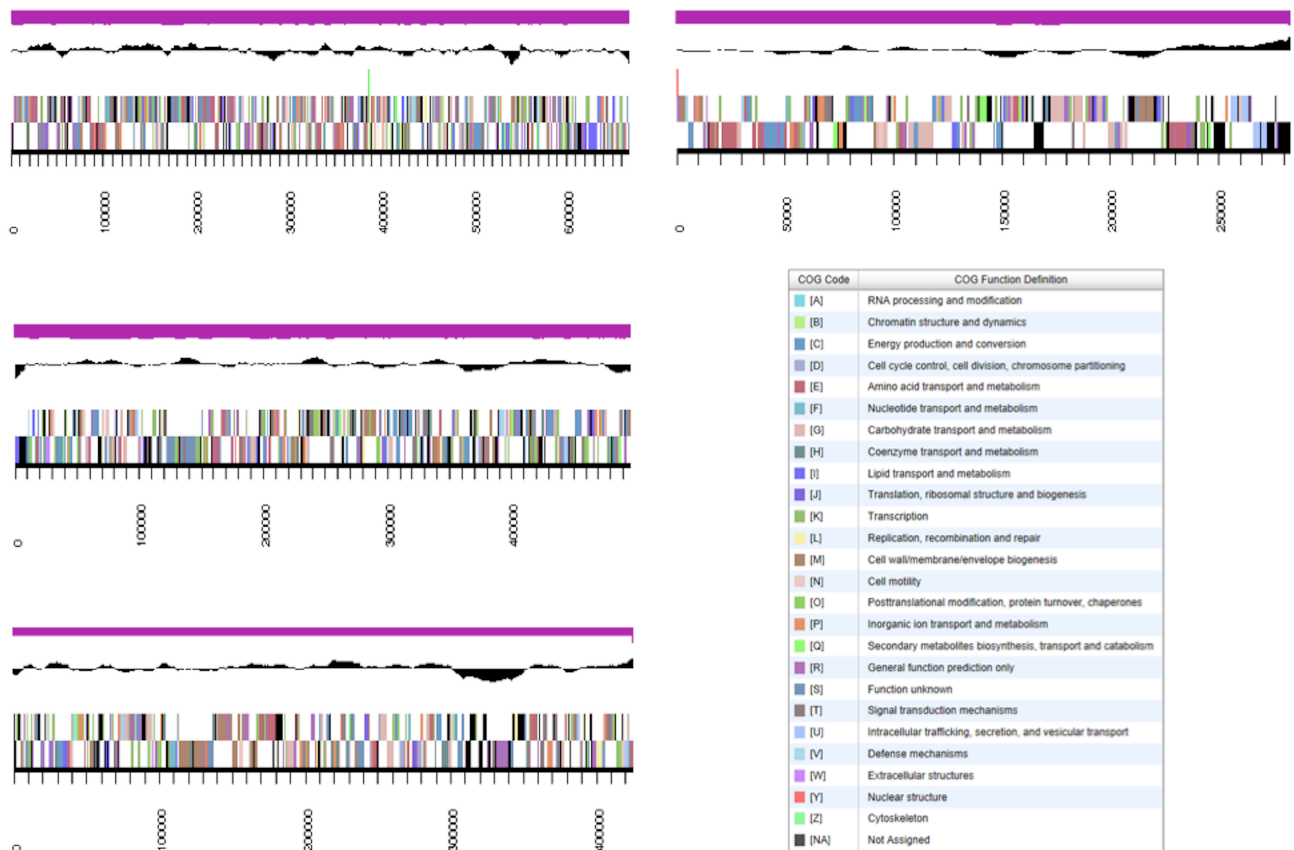 0
100000
200000
300000
400000
500000
600000
0
50000
100000
150000
200000
250000
0
100000
200000
300000
400000
0
100000
200000
300000
400000
COG Code COG Function Definition
[A] RNA processing and modification
[B] Chromatin structure and dynamics
[C] Energy production and conversion
[D] Cell cycle control, cell division, chromosome partitioning
[E] Amino acid transport and metabolism
[F] Nucleotide transport and metabolism
[G] Carbohydrate transport and metabolism
[H] Coenzyme transport and metabolism
[I] Lipid transport and metabolism
[J] Translation, ribosomal structure and biogenesis
[K] Transcription
[L] Replication, recombination and repair
[M] Cell wall/membrane/envelope biogenesis
[N] Cell motility
[O] Posttranslational modification, protein turnover, chaperones
[P] Inorganic ion transport and metabolism
[Q] Secondary metabolites biosynthesis, transport and catabolism
[R] General function prediction only
[S] Function unknown
[T] Signal transduction mechanisms
[U] Intracellular trafficking, secretion, and vesicular transport
[V] Defense mechanisms
[W] Extracellular structures
[Y] Nuclear structure
[Z] Cytoskeleton
[NA] Not Assigned